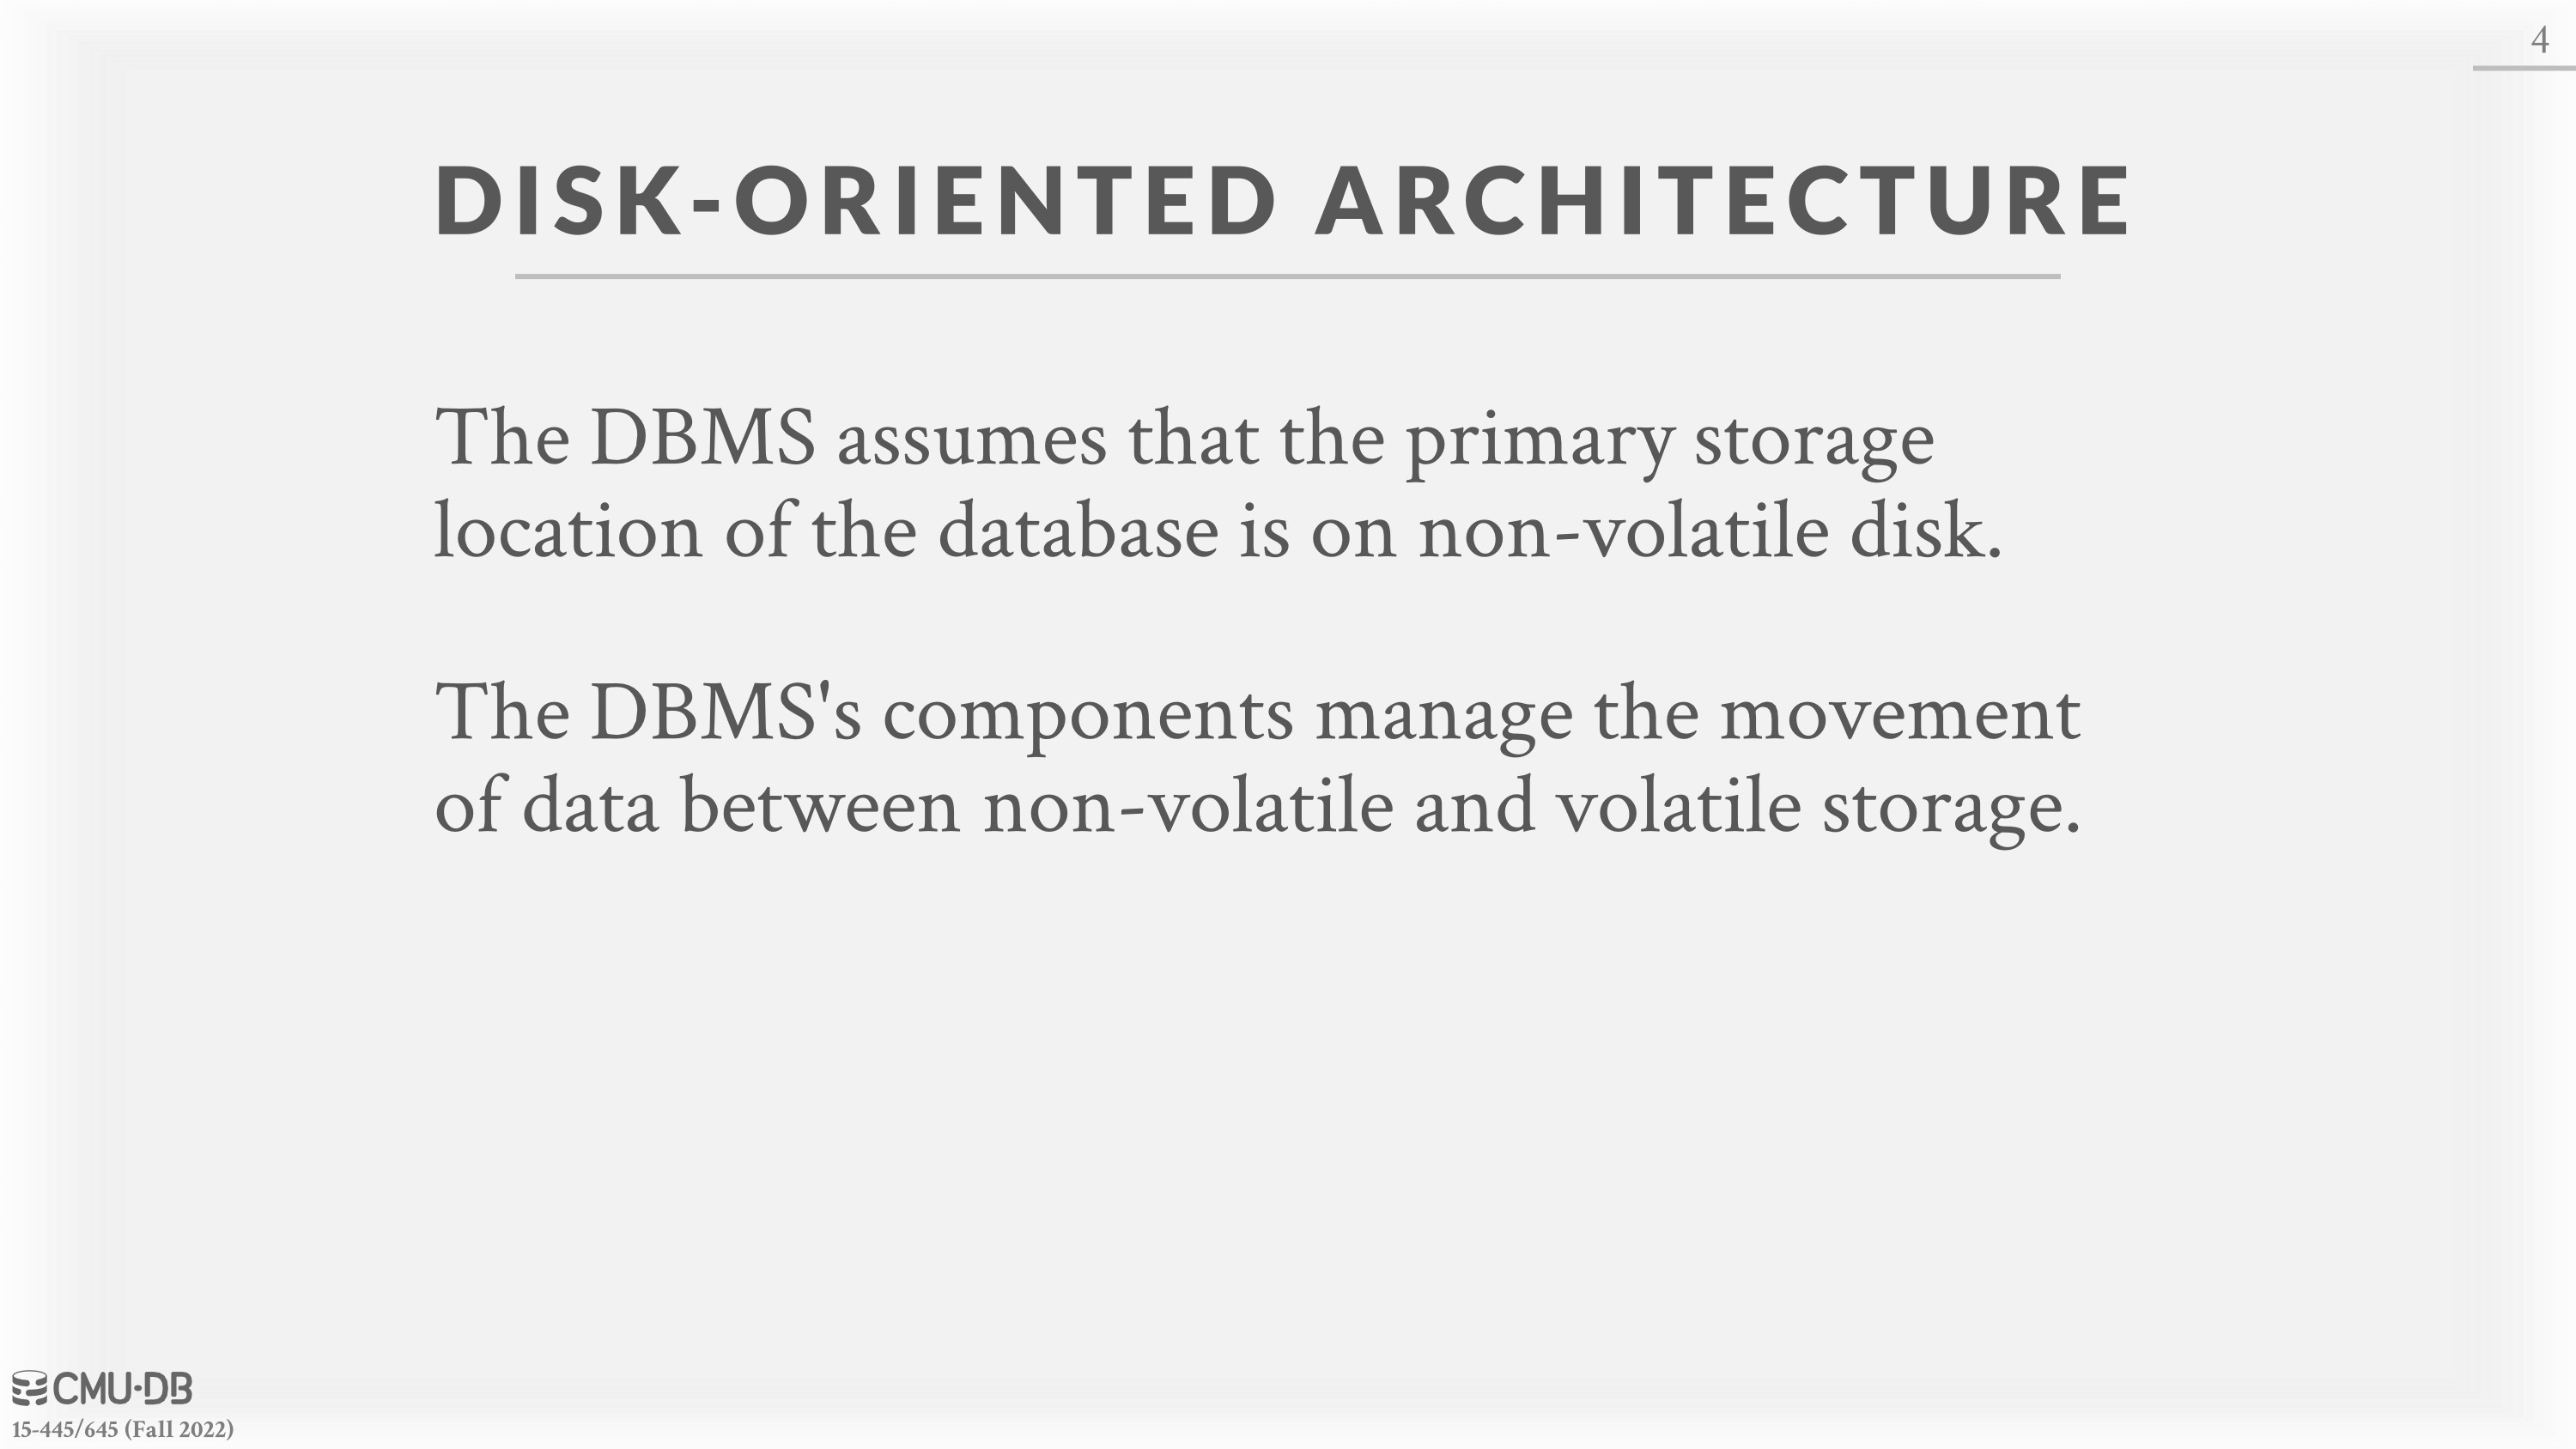 4
DISK-ORIENTED ARCHITECTURE
The DBMS assumes that the primary storage
location of the database is on non-volatile disk.
The DBMS's components manage the movement
of data between non-volatile and volatile storage.
CMU·DB
15-445/645 (Fall 2022)